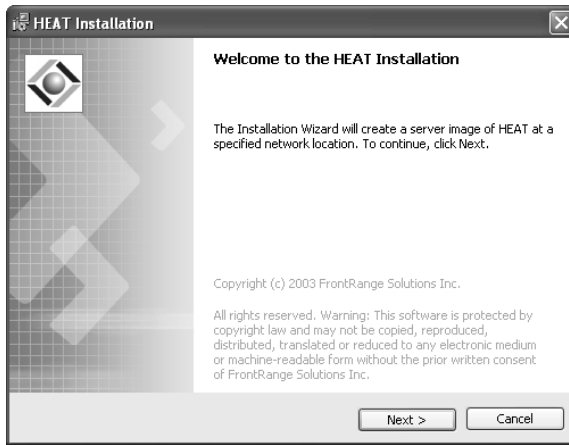 HEAT Installation
Welcome to the HEAT Installation
The Installation Wizard will create a server image of HEAT at a
specified network location. To continue, click Next.
Copyright (c) 2003 FrontRange Solutions Inc.
All rights reserved. Warning: This software is protected by
copyright law and may not be copied, reproduced,
distributed, translated or reduced to any electronic medium
or machine-readable form without the prior written consent
of FrontRange Solutions Inc.
Next >
Cancel